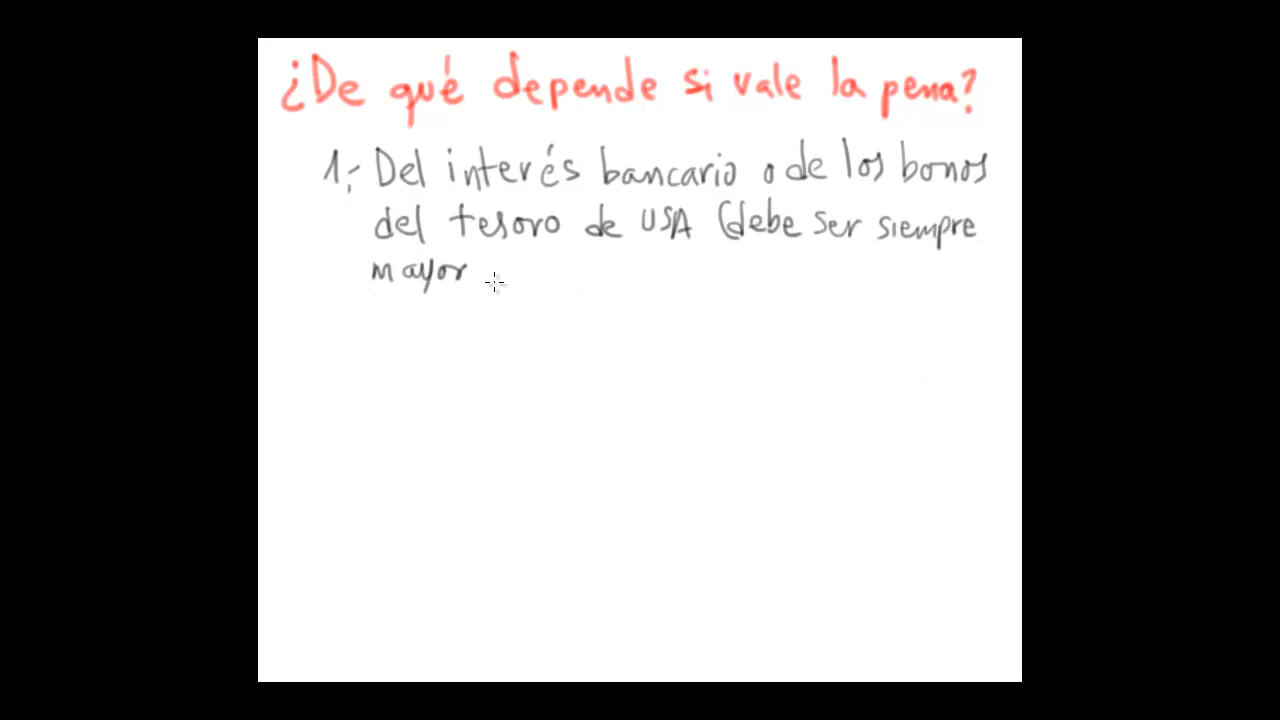 ¿De qué depende si vale la pena?
1.- Del interés bancario o de los bonos
del tesoro de USA (debe ser siempre
mayor